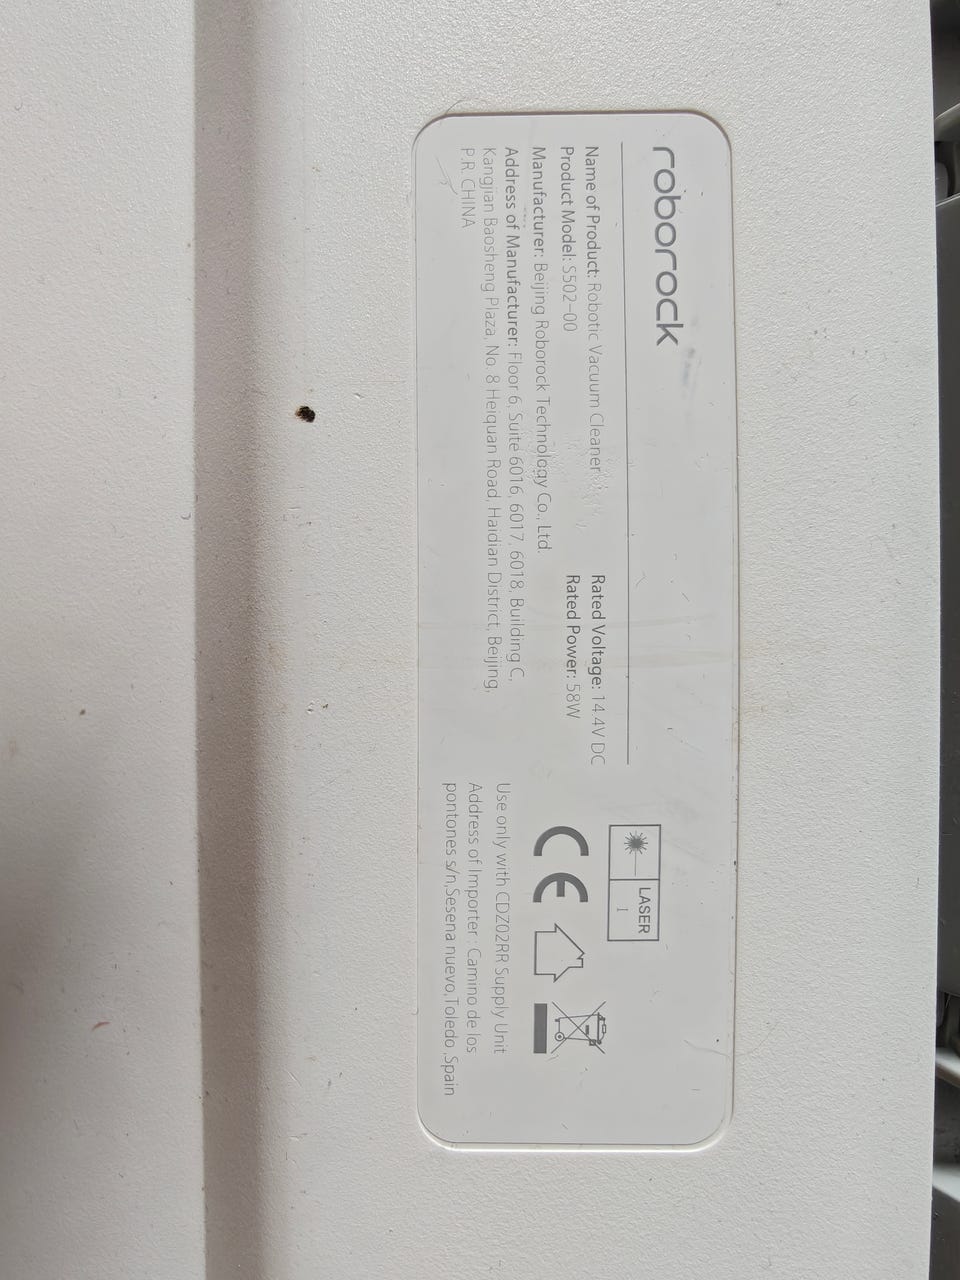 roborock
Name of Product: Robotic Vacuum Cleaner
Rated Voltage: 14.4V DC
Product Model: S502-00
Rated Power: 58W
Manufacturer: Beijing Roborock Technology Co., Ltd.
Address of Manufacturer: Floor 6, Suite 6016, 6017, 6018, Building C,
Kangjian Baosheng Plaza, No. 8 Heiquan Road, Haidian District, Beijing,
P.R. CHINA
LASER
1
CE
Use only with CDZ02RR Supply Unit
Address of Importer : Camino de los
pontones s/n,Sesena nuevo,Toledo ,Spain